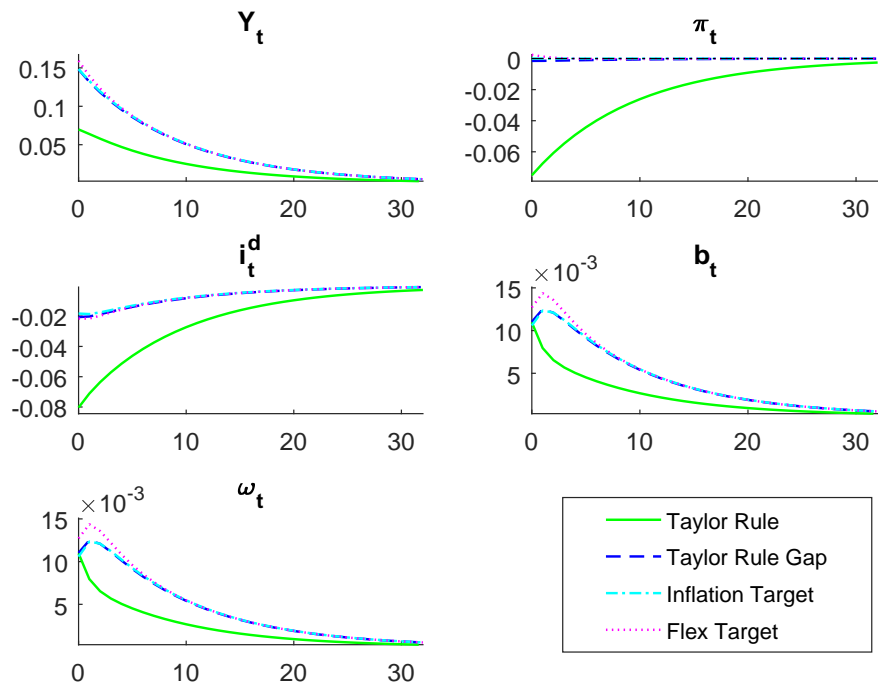 Y_t
0.15
0.1
0.05
0 10 20 30
π_t
0
-0.02
-0.04
-0.06
0 10 20 30
i_t^d
-0.02
-0.04
-0.06
-0.08
0 10 20 30
b_t
× 10^-3
15
10
5
0 10 20 30
ω_t
× 10^-3
15
10
5
0 10 20 30
Taylor Rule
Taylor Rule Gap
Inflation Target
Flex Target